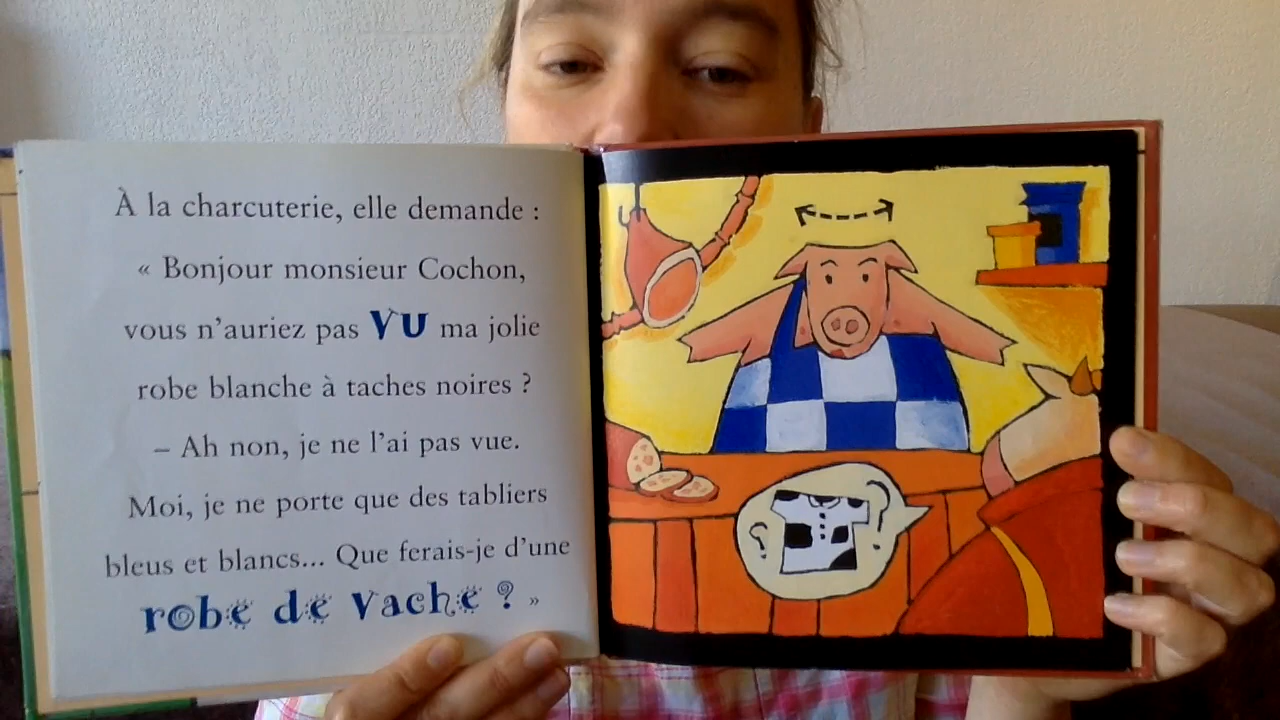 À la charcuterie, elle demande :
« Bonjour monsieur Cochon,
vous n'auriez pas VU ma jolie
robe blanche à taches noires ?
– Ah non, je ne l'ai pas vue.
Moi, je ne porte que des tabliers
bleus et blancs... Que ferais-je d'une
robe de vache ? »
? ?